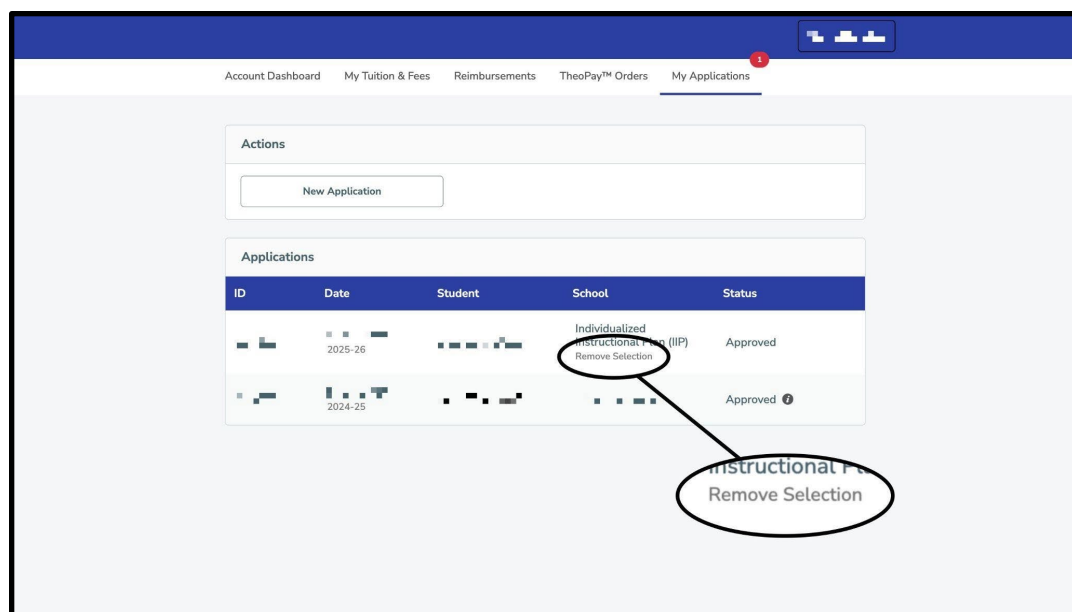 1
Account Dashboard My Tuition & Fees Reimbursements TheoPay™ Orders My Applications
Actions
New Application
Applications
ID Date Student School Status
Individualized
Instructional Plan (IIP)
Remove Selection
2025-26
Approved
2024-25
Approved
Instructional
Remove Selection